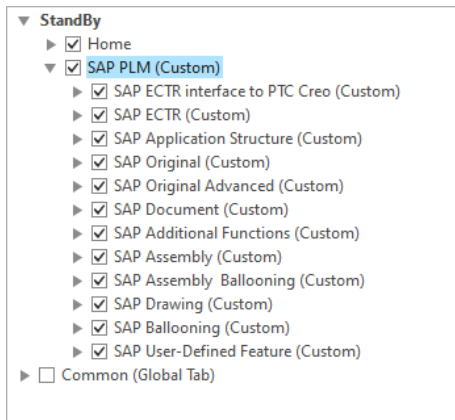 StandBy
Home
SAP PLM (Custom)
SAP ECTR interface to PTC Creo (Custom)
SAP ECTR (Custom)
SAP Application Structure (Custom)
SAP Original (Custom)
SAP Original Advanced (Custom)
SAP Document (Custom)
SAP Additional Functions (Custom)
SAP Assembly (Custom)
SAP Assembly  Ballooning (Custom)
SAP Drawing (Custom)
SAP Ballooning (Custom)
SAP User-Defined Feature (Custom)
Common (Global Tab)